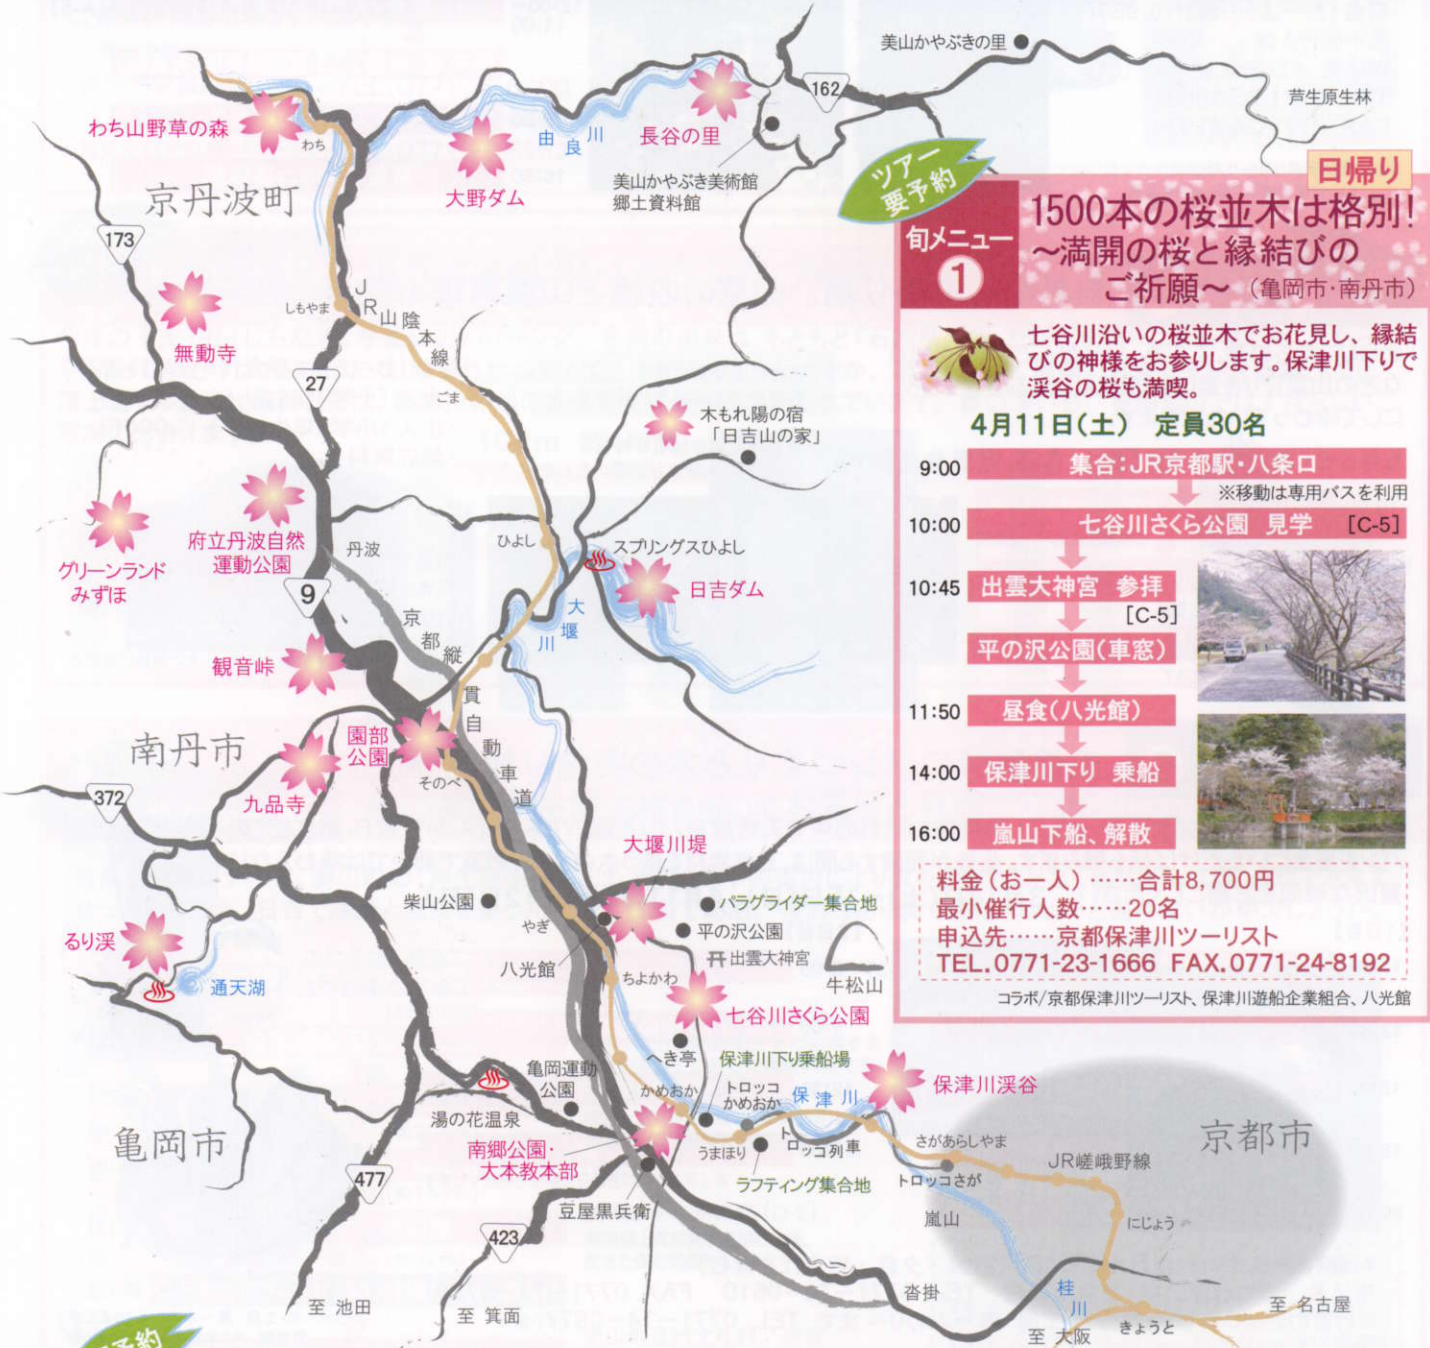 美山かやぶきの里
162
芦生原生林
わち山野草の森
わち
大野ダム
由良川
長谷の里
美山かやぶき美術館
郷土資料館
京丹波町
173
しもやま
JR山陰本線
無動寺
27
ごま
木もれ陽の宿
「日吉山の家」
グリーンランド
みずほ
府立丹波自然
運動公園
丹波
ひよし
スプリングスひよし
日吉ダム
9
京都縦貫自動車道
大堰川
観音峠
南丹市
園部
公園
九品寺
そのべ
372
大堰川堤
柴山公園
やぎ
パラグライダー集合地
平の沢公園
八光館
出雲大神宮
牛松山
ちよかわ
るり渓
通天湖
七谷川さくら公園
へき亭
保津川下り乗船場
亀岡運動
公園
かめおか
トロッコ
かめおか
保津川
保津川渓谷
湯の花温泉
亀岡市
南郷公園・
大本教本部
うまほり
トロッコ列車
さがあらしやま
JR嵯峨野線
京都市
477
ラフティング集合地
トロッコさが
豆屋黒兵衛
嵐山
にじょう
423
沓掛
桂川
至 池田
至 箕面
きょうと
至 名古屋
至 大阪
ツアー
要予約
日帰り
旬メニュー
1
1500本の桜並木は格別!
~満開の桜と縁結びの
ご祈願~(亀岡市・南丹市)
七谷川沿いの桜並木でお花見し、縁結
びの神様をお参りします。保津川下りで
渓谷の桜も満喫。
4月11日(土) 定員30名
9:00 集合:JR京都駅・八条口
※移動は専用バスを利用
10:00 七谷川さくら公園 見学 [C-5]
10:45 出雲大神宮 参拝
[C-5]
平の沢公園(車窓)
11:50 昼食(八光館)
14:00 保津川下り 乗船
16:00 嵐山下船、解散
料金(お一人)……合計8,700円
最小催行人数……20名
申込先……京都保津川ツーリスト
TEL.0771-23-1666 FAX.0771-24-8192
コラボ/京都保津川ツーリスト、保津川遊船企業組合、八光館
予約